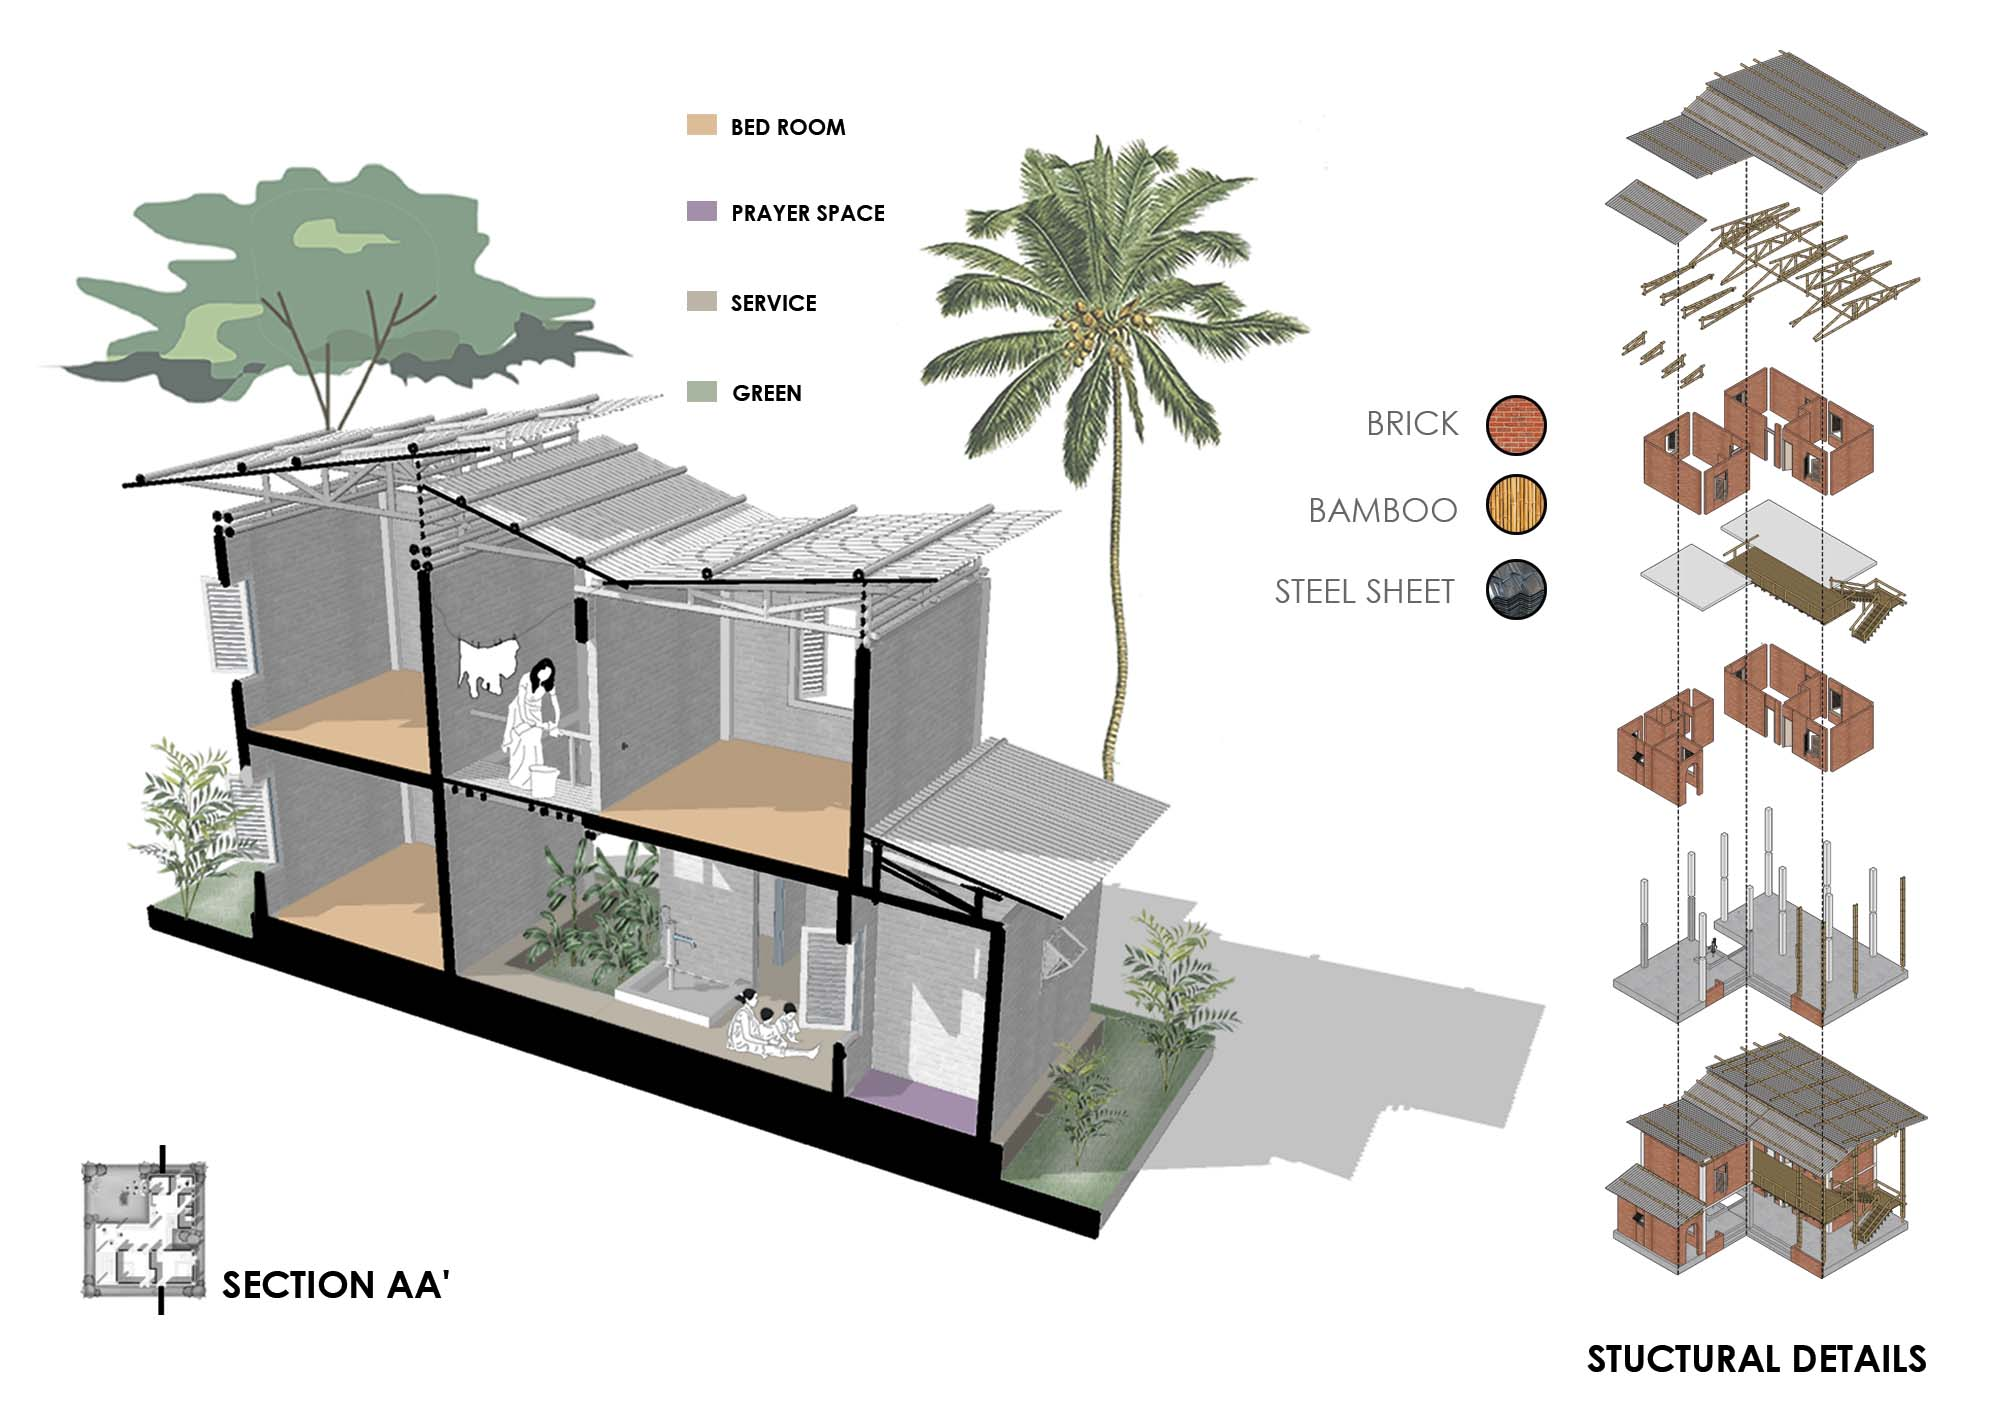 BED ROOM
PRAYER SPACE
SERVICE
GREEN
BRICK
BAMBOO
STEEL SHEET
SECTION AA'
STUCTURAL DETAILS